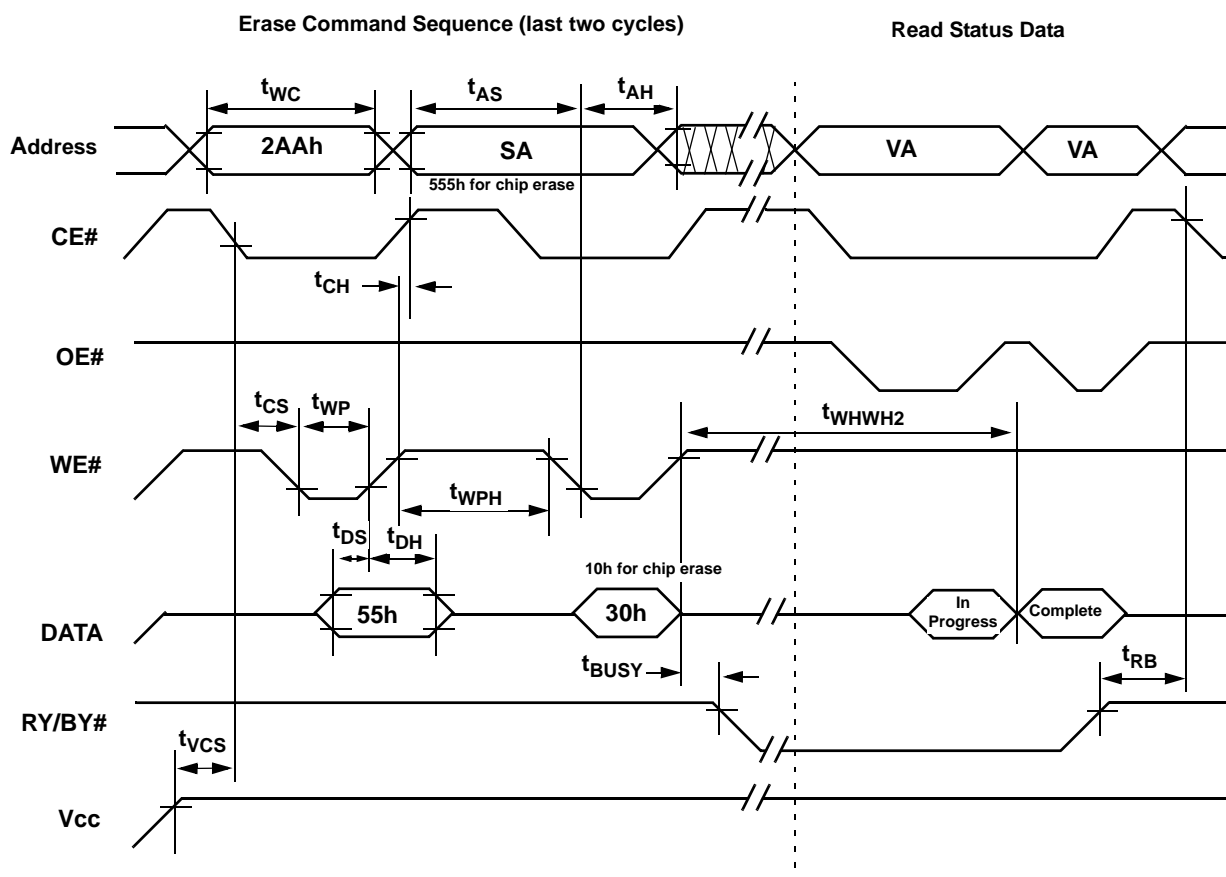 Erase Command Sequence (last two cycles)
Read Status Data
tWC
tAS
tAH
Address
2AAh
SA
VA
VA
555h for chip erase
CE#
tCH
OE#
tCS
tWP
tWHWH2
WE#
tWPH
tDS
tDH
10h for chip erase
DATA
55h
30h
In
Progress
Complete
tBUSY
tRB
RY/BY#
tVCS
Vcc